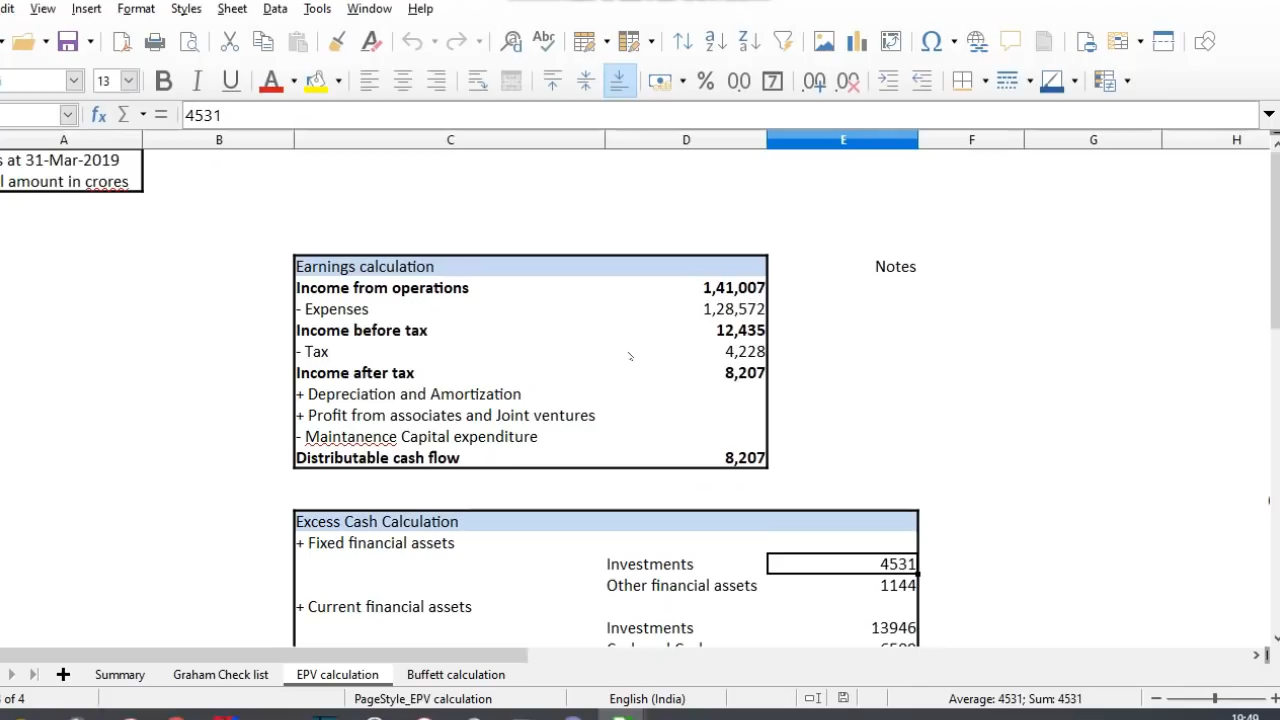 View Insert Format Styles Sheet Data Tools Window Help
13
4531
A B C D E F G H
at 31-Mar-2019
amount in crores
Earnings calculation Notes
Income from operations 1,41,007
- Expenses 1,28,572
Income before tax 12,435
- Tax 4,228
Income after tax 8,207
+ Depreciation and Amortization
+ Profit from associates and Joint ventures
- Maintanence Capital expenditure
Distributable cash flow 8,207
Excess Cash Calculation
+ Fixed financial assets
Investments 4531
Other financial assets 1144
+ Current financial assets
Investments 13946
Summary Graham Check list EPV calculation Buffett calculation
of 4 PageStyle_EPV calculation English (India) Average: 4531; Sum: 4531